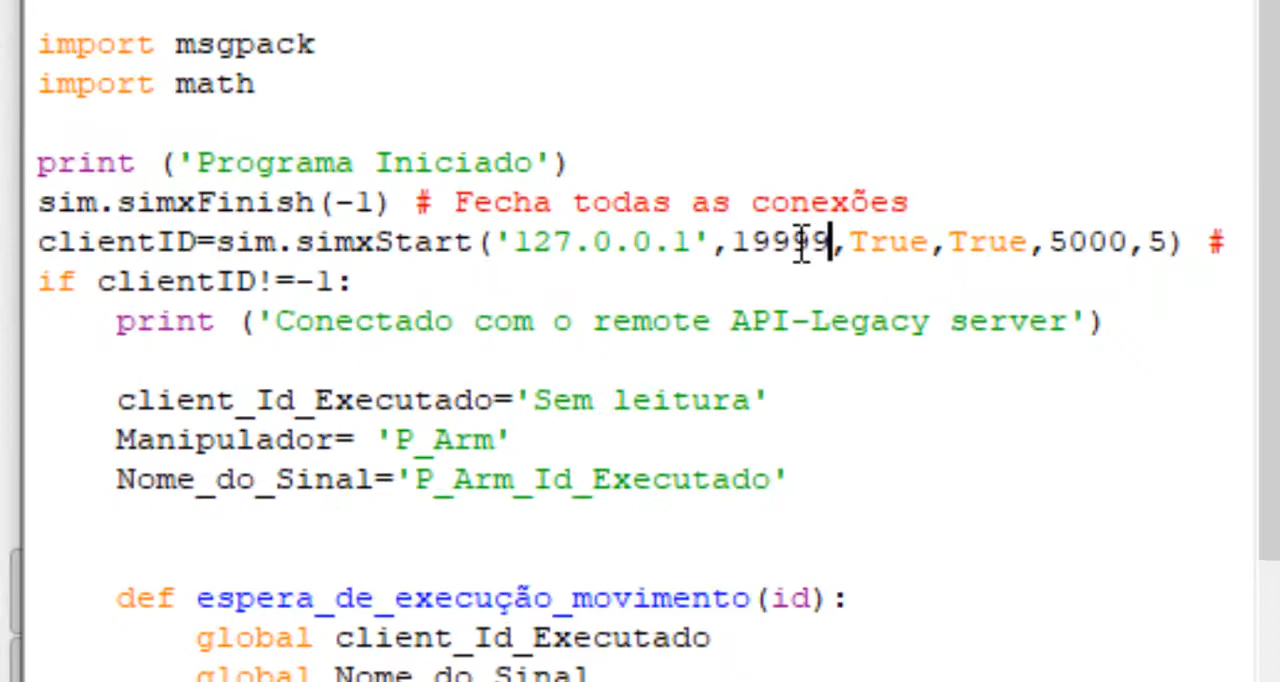 import msgpack
import math
print ('Programa Iniciado')
sim.simxFinish(-1) # Fecha todas as conexões
clientID=sim.simxStart('127.0.0.1',19999,True,True,5000,5) #
if clientID!=-1:
print ('Conectado com o remote API-Legacy server')
client_Id_Executado='Sem leitura'
Manipulador= 'P_Arm'
Nome_do_Sinal='P_Arm_Id_Executado'
def espera_de_execução_movimento(id):
global client_Id_Executado
global Nome_do_Sinal